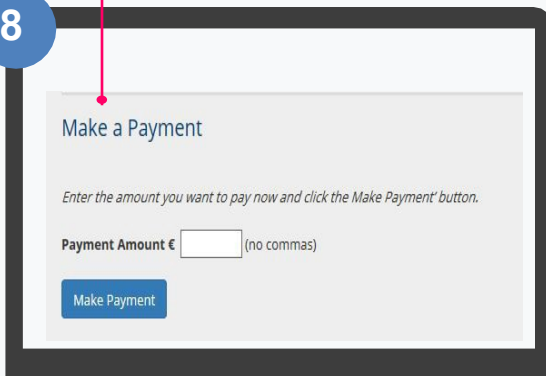 8
Make a Payment
Enter the amount you want to pay now and click the Make Payment' button.
Payment Amount € (no commas)
Make Payment